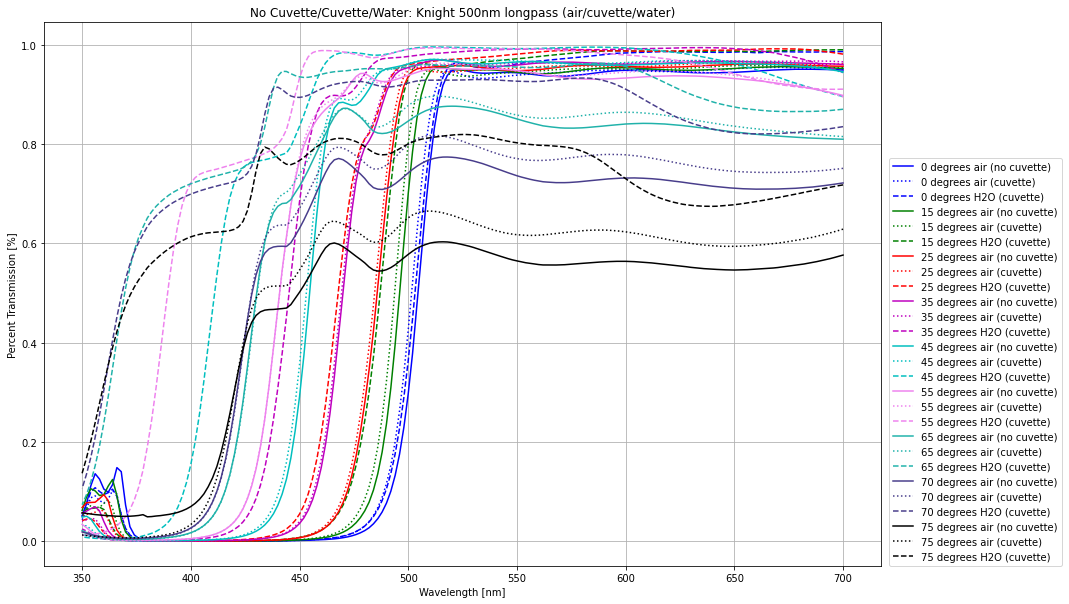 No Cuvette/Cuvette/Water: Knight 500nm longpass (air/cuvette/water)
Percent Transmission [%]
1.0
0.8
0.6
0.4
0.2
0.0
350 400 450 500 550 600 650 700
Wavelength [nm]
0 degrees air (no cuvette)
0 degrees air (cuvette)
0 degrees H2O (cuvette)
15 degrees air (no cuvette)
15 degrees air (cuvette)
15 degrees H2O (cuvette)
25 degrees air (no cuvette)
25 degrees air (cuvette)
25 degrees H2O (cuvette)
35 degrees air (no cuvette)
35 degrees air (cuvette)
35 degrees H2O (cuvette)
45 degrees air (no cuvette)
45 degrees air (cuvette)
45 degrees H2O (cuvette)
55 degrees air (no cuvette)
55 degrees air (cuvette)
55 degrees H2O (cuvette)
65 degrees air (no cuvette)
65 degrees air (cuvette)
65 degrees H2O (cuvette)
70 degrees air (no cuvette)
70 degrees air (cuvette)
70 degrees H2O (cuvette)
75 degrees air (no cuvette)
75 degrees air (cuvette)
75 degrees H2O (cuvette)